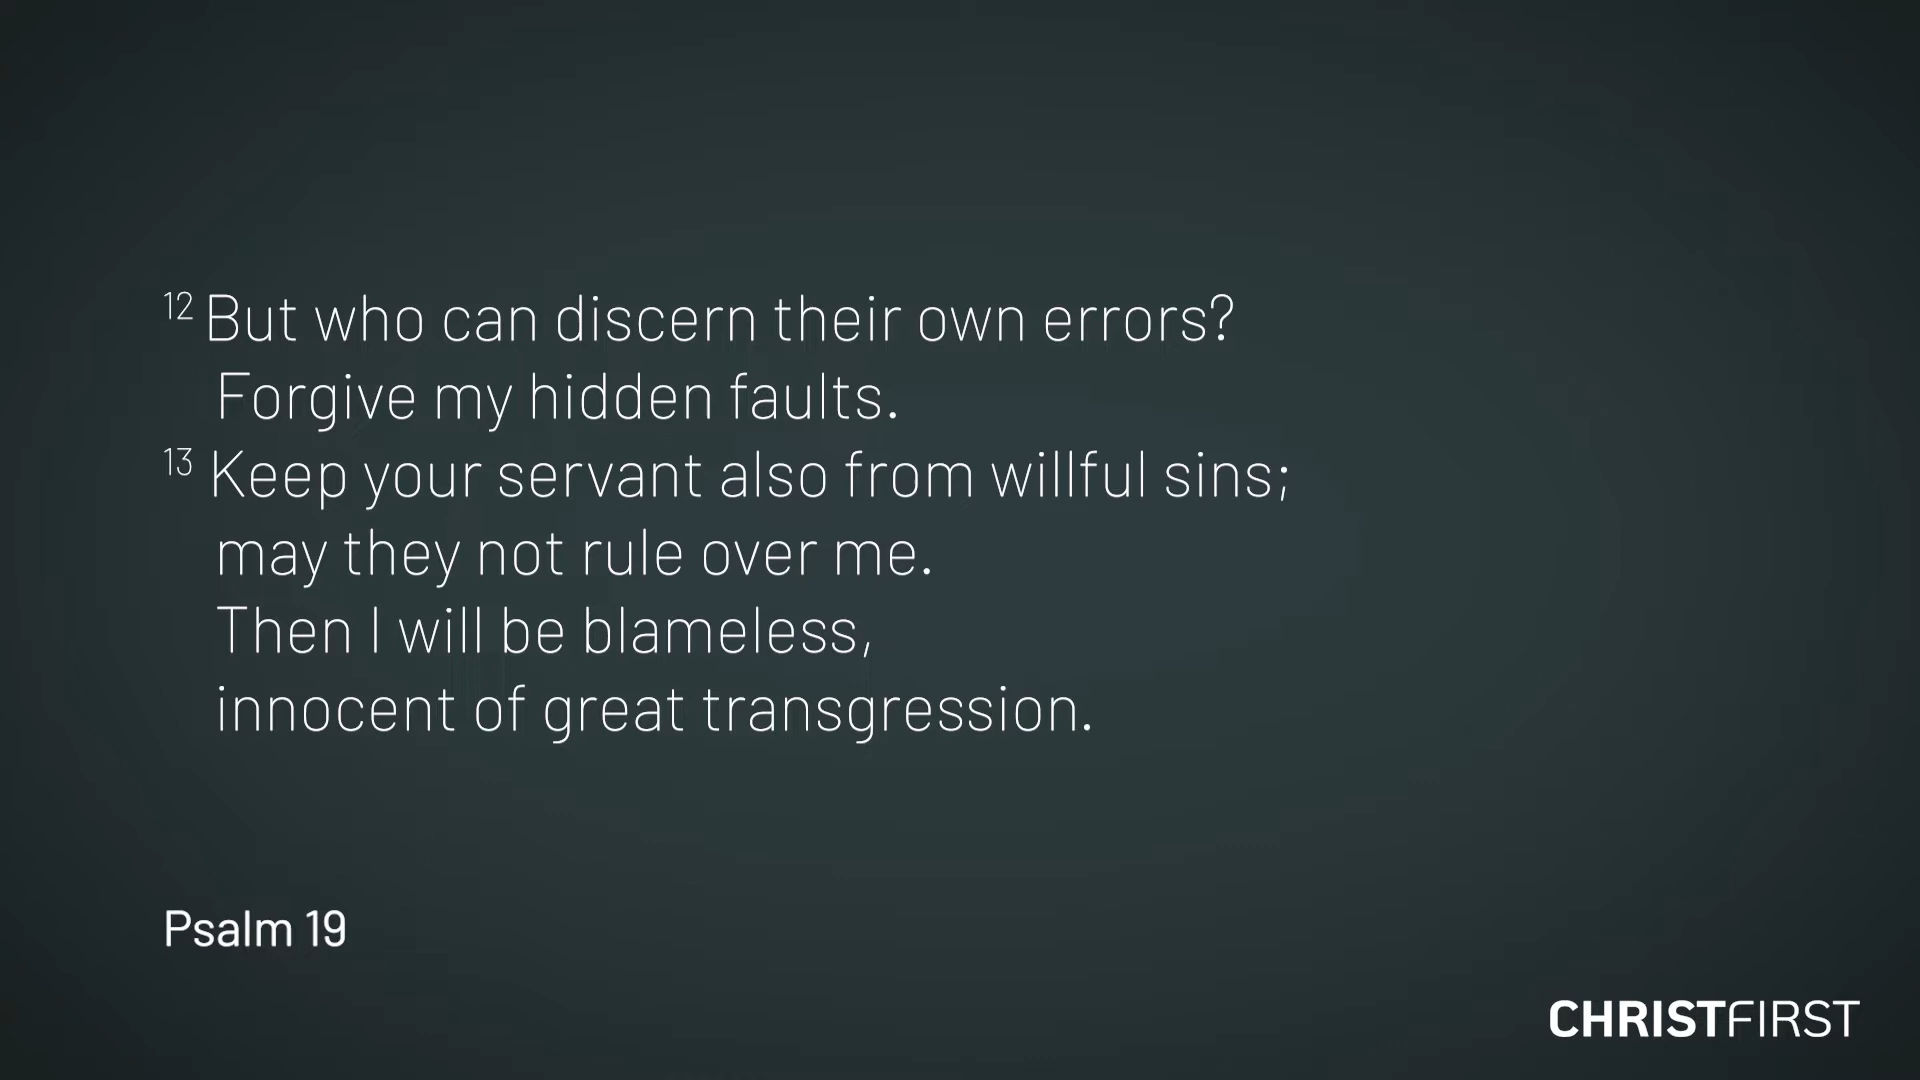 12 But who can discern their own errors?
Forgive my hidden faults.
13 Keep your servant also from willful sins;
may they not rule over me.
Then I will be blameless,
innocent of great transgression.
Psalm 19
CHRISTFIRST